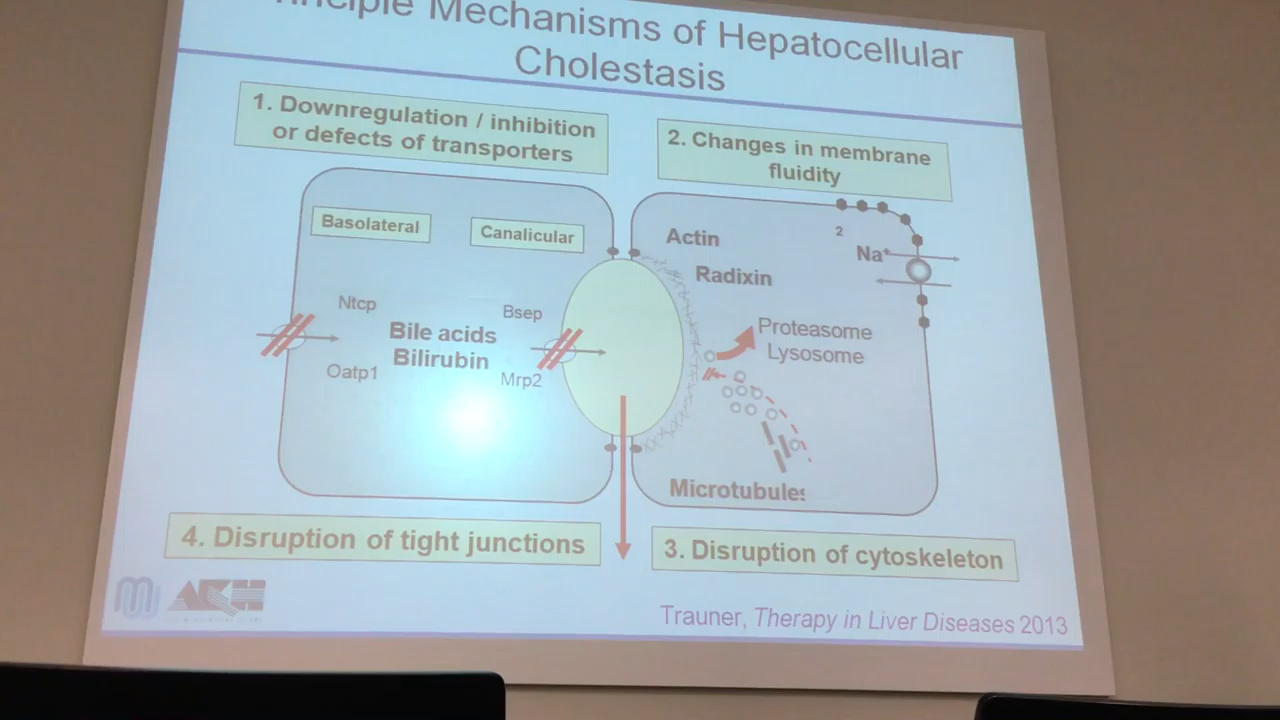 Mechanisms of Hepatocellular
Cholestasis
1. Downregulation / inhibition
or defects of transporters
2. Changes in membrane
fluidity
Basolateral
Canalicular
Ntcp
Bile acids
Bilirubin
Oatp1
Bsep
Mrp2
Actin
Radixin
2
Na+
Proteasome
Lysosome
Microtubules
4. Disruption of tight junctions
3. Disruption of cytoskeleton
AKH
Trauner, Therapy in Liver Diseases 2013